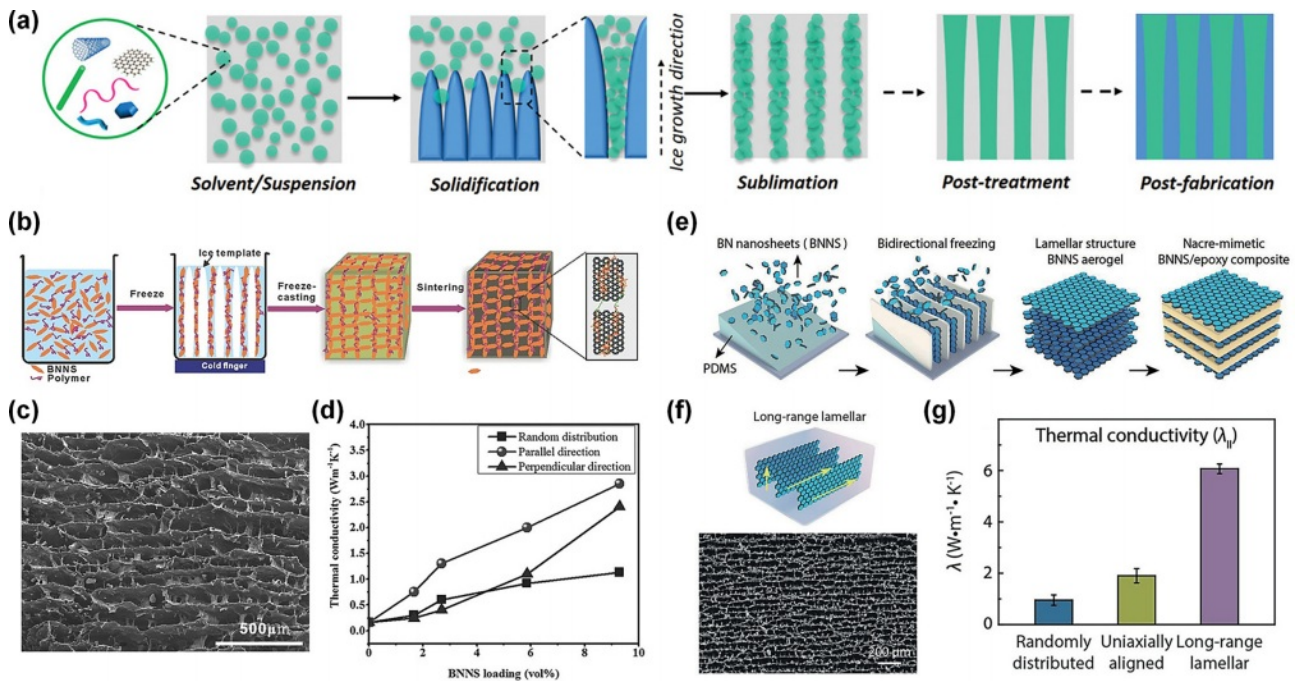 (a)
Solvent/Suspension
Solidification
Ice growth direction
Sublimation
Post-treatment
Post-fabrication
(b)
Ice template
Freeze
Freeze-
casting
Sintering
BNNS
Polymer
Cold finger
(c)
500μm
(d)
Thermal conductivity (Wm⁻¹K⁻¹)
4.0
3.5
3.0
2.5
2.0
1.5
1.0
0.5
0.0
Random distribution
Parallel direction
Perpendicular direction
0 2 4 6 8 10
BNNS loading (vol%)
(e)
BN nanosheets (BNNS)
PDMS
Bidirectional freezing
Lamellar structure
BNNS aerogel
Nacre-mimetic
BNNS/epoxy composite
(f)
Long-range lamellar
200 μm
(g)
Thermal conductivity (λ||)
λ (W•m⁻¹•K⁻¹)
6
4
2
0
Randomly
distributed
Uniaxially
aligned
Long-range
lamellar